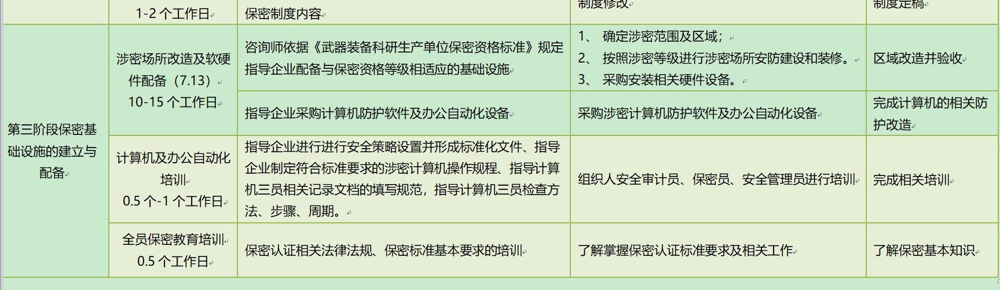 1-2 个工作日
保密制度内容
制度修改
制度定稿
第三阶段保密基
础设施的建立与
配备
涉密场所改造及软硬
件配备（7.13）
10-15 个工作日
咨询师依据《武器装备科研生产单位保密资格标准》规定
指导企业配备与保密资格等级相适应的基础设施
1、 确定涉密范围及区域；
2、 按照涉密等级进行涉密场所安防建设和装修。
3、 采购安装相关硬件设备。
区域改造并验收
指导企业采购计算机防护软件及办公自动化设备
采购涉密计算机防护软件及办公自动化设备
完成计算机的相关防
护改造
计算机及办公自动化
培训
0.5 个-1 个工作日
指导企业进行进行安全策略设置并形成标准化文件、指导
企业制定符合标准要求的涉密计算机操作规程、指导计算
机三员相关记录文档的填写规范，指导计算机三员检查方
法、步骤、周期。
组织人安全审计员、保密员、安全管理员进行培训
完成相关培训
全员保密教育培训
0.5 个工作日
保密认证相关法律法规、保密标准基本要求的培训
了解掌握保密认证标准要求及相关工作
了解保密基本知识